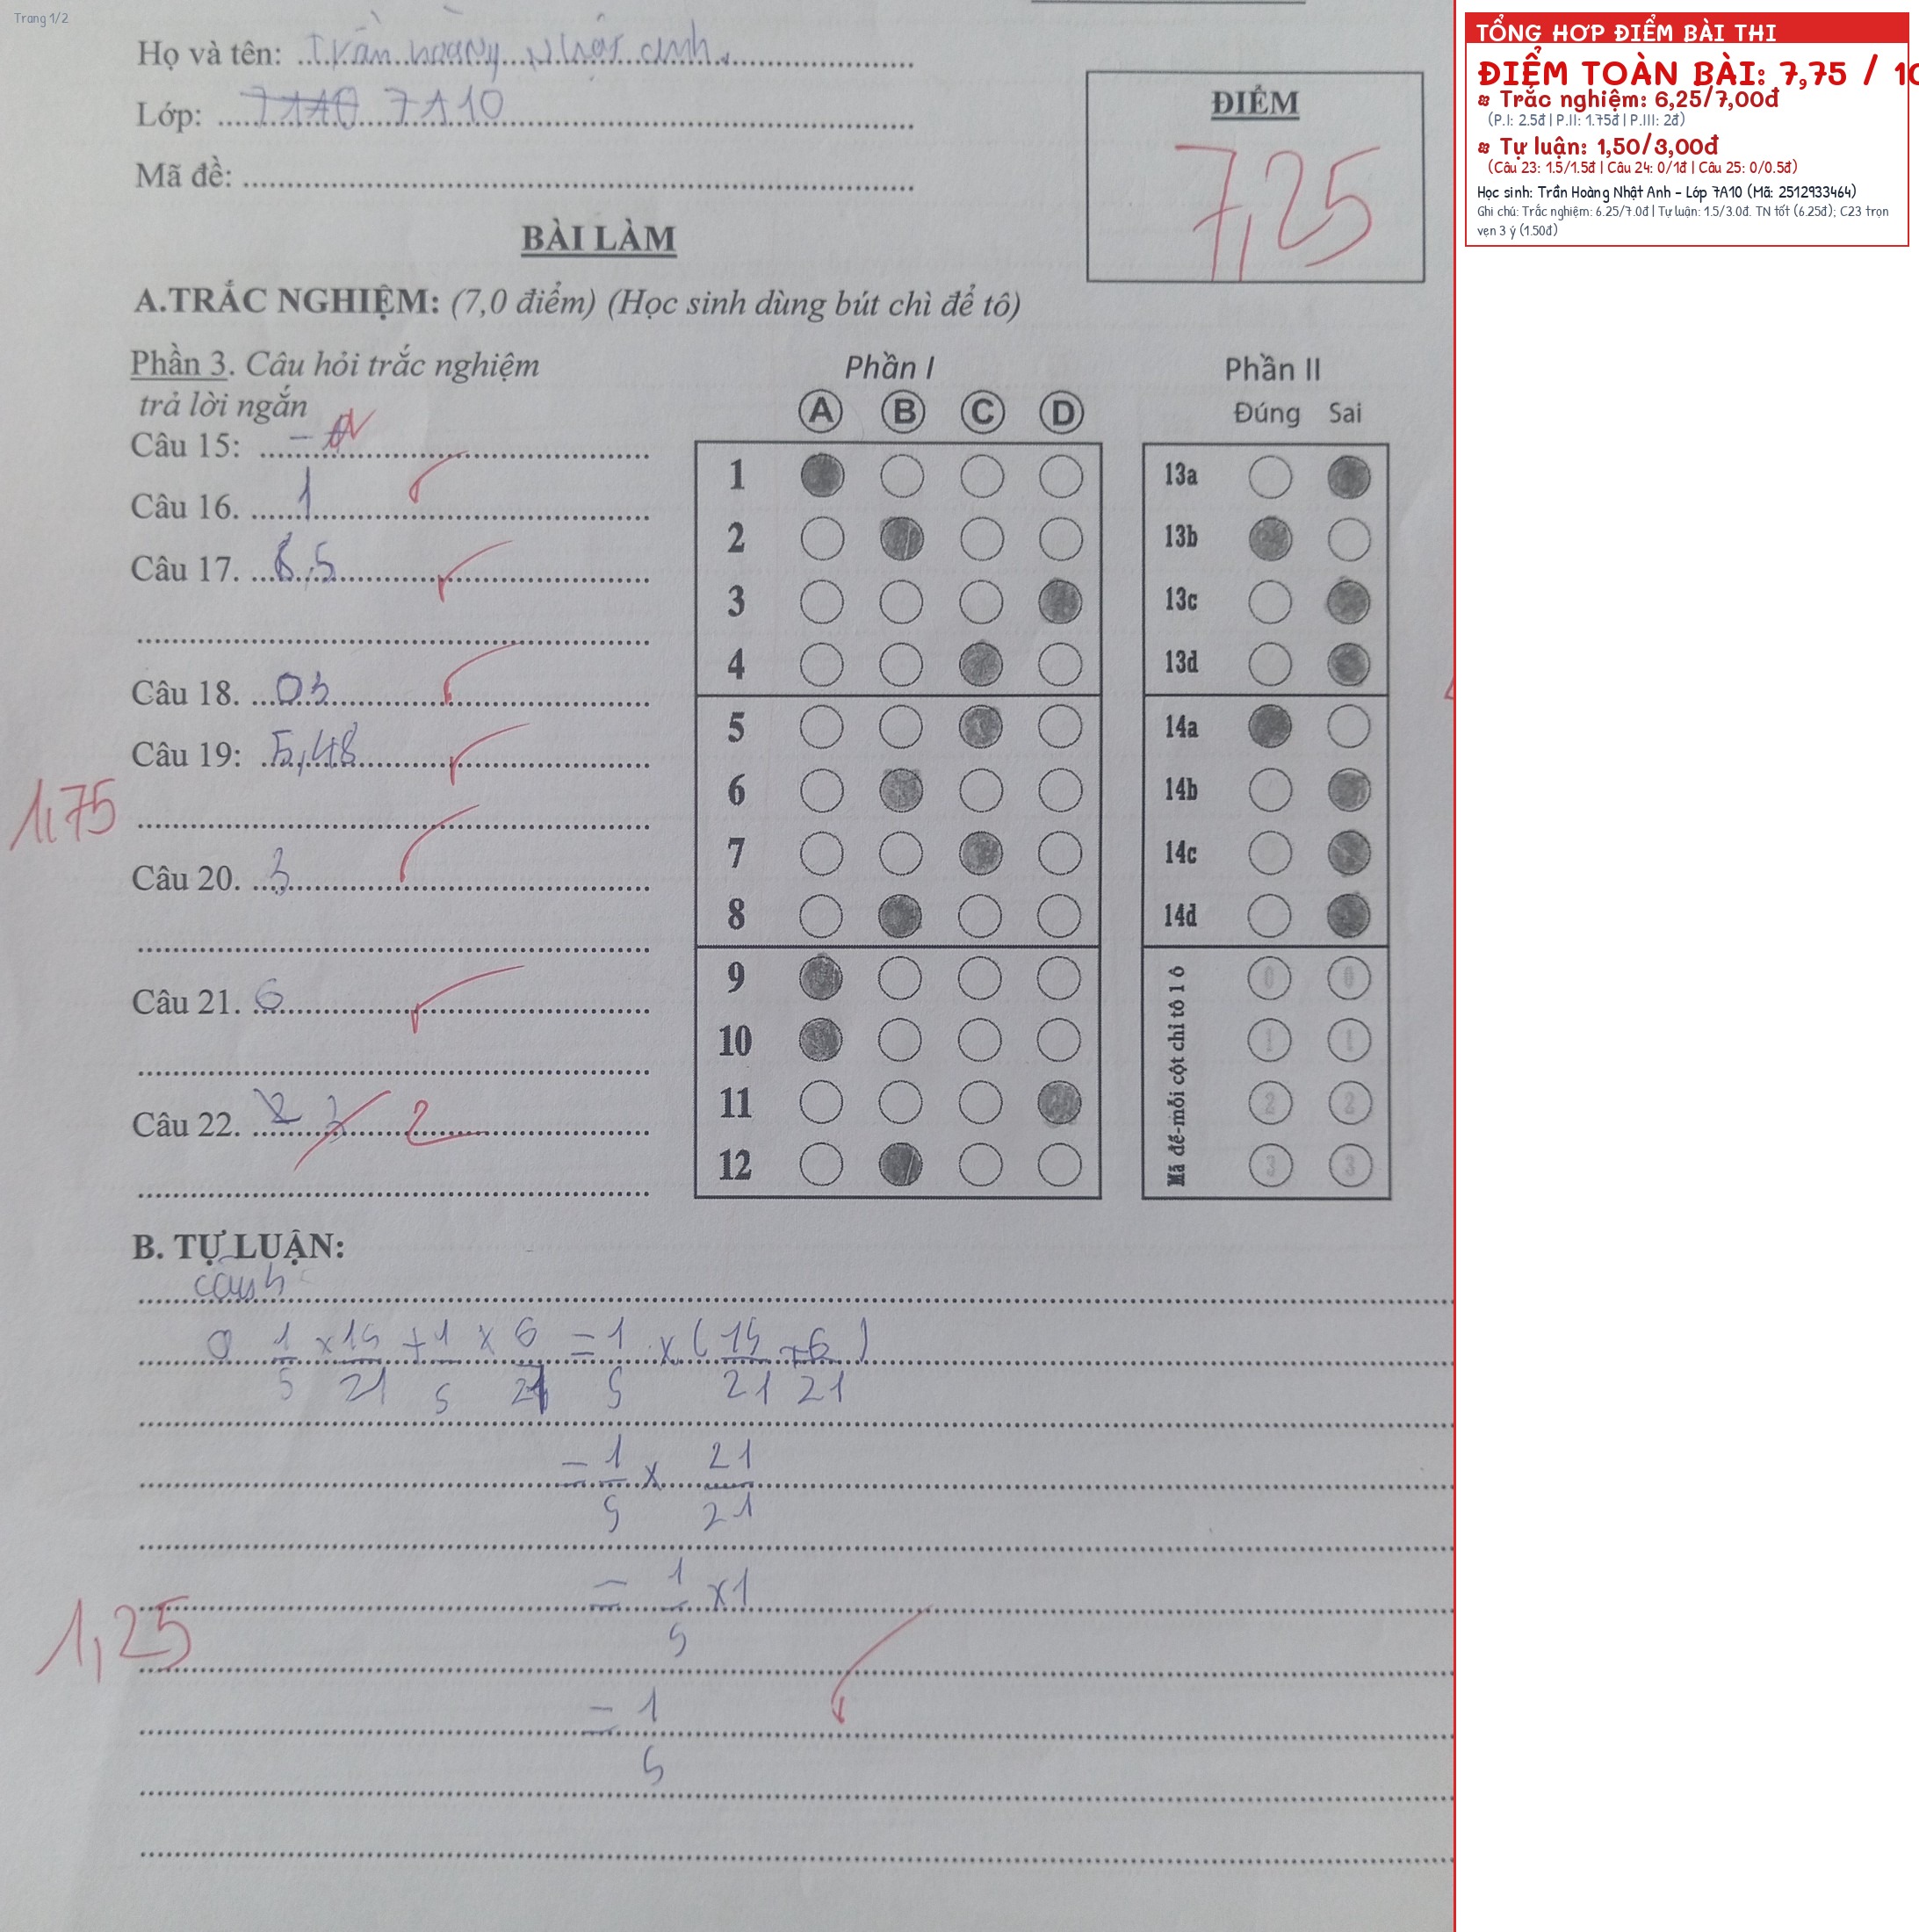 Trang 1/2
Họ và tên: Trần Hoàng Nhật Anh
Lớp: 7A10 7A10
Mã đề:
ĐIỂM
7,25
BÀI LÀM
A.TRẮC NGHIỆM: (7,0 điểm) (Học sinh dùng bút chì để tô)
Phần 3. Câu hỏi trắc nghiệm
trả lời ngắn
Câu 15:
Câu 16. 1
Câu 17. 8,5
Câu 18. 03
Câu 19: 5,48
1,75
Câu 20. 3
Câu 21. 6
Câu 22. 2
Phần I
A B C D
1
2
3
4
5
6
7
8
9
10
11
12
Phần II
Đúng Sai
13a
13b
13c
13d
14a
14b
14c
14d
Mã đề-mỗi cột chỉ tô 1 ô
0 0
1 1
2 2
3 3
B. TỰ LUẬN:
1/5 × 15/21 + 1/5 × 6/21 = 1/5 × (15/21 + 6/21)
= 1/5 × 21/21
= 1/5 × 1
1,25
= 1/5
TỔNG HỢP ĐIỂM BÀI THI
ĐIỂM TOÀN BÀI: 7,75 / 10
Trắc nghiệm: 6,25/7,00đ
(P.I: 2.5đ | P.II: 1.75đ | P.III: 2đ)
Tự luận: 1,50/3,00đ
(Câu 23: 1.5/1.5đ | Câu 24: 0/1đ | Câu 25: 0/0.5đ)
Học sinh: Trần Hoàng Nhật Anh - Lớp 7A10 (Mã: 2512933464)
Ghi chú: Trắc nghiệm: 6.25/7.0đ | Tự luận: 1.5/3.0đ. TN tốt (6.25đ); C23 trọn
vẹn 3 ý (1.50đ)